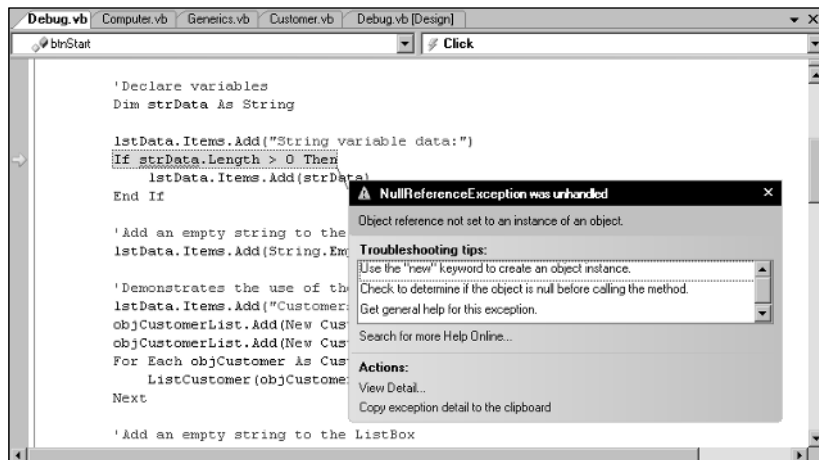 Debug.vb Computer.vb Generics.vb Customer.vb Debug.vb [Design]
btnStart Click
'Declare variables
Dim strData As String
lstData.Items.Add("String variable data:")
If strData.Length > 0 Then
lstData.Items.Add(strData)
End If
'Add an empty string to the
lstData.Items.Add(String.Em
'Demonstrates the use of the
lstData.Items.Add("Customer
objCustomerList.Add(New Cus
objCustomerList.Add(New Cus
For Each objCustomer As Cus
ListCustomer(objCustome
Next
'Add an empty string to the ListBox
NullReferenceException was unhandled
Object reference not set to an instance of an object.
Troubleshooting tips:
Use the "new" keyword to create an object instance.
Check to determine if the object is null before calling the method.
Get general help for this exception.
Search for more Help Online...
Actions:
View Detail...
Copy exception detail to the clipboard